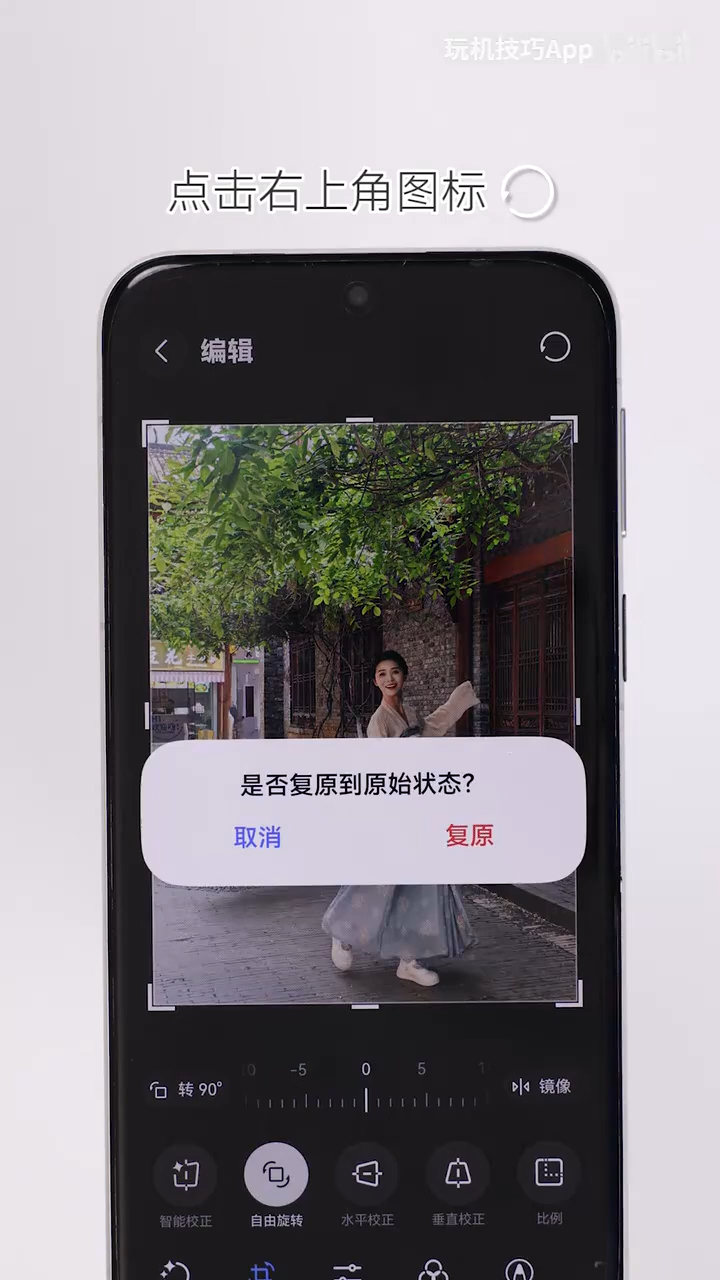 玩机技巧App
点击右上角图标
编辑
是否复原到原始状态?
取消 复原
-5 0 5
转 90°
镜像
智能校正 自由旋转 水平校正 垂直校正 比例